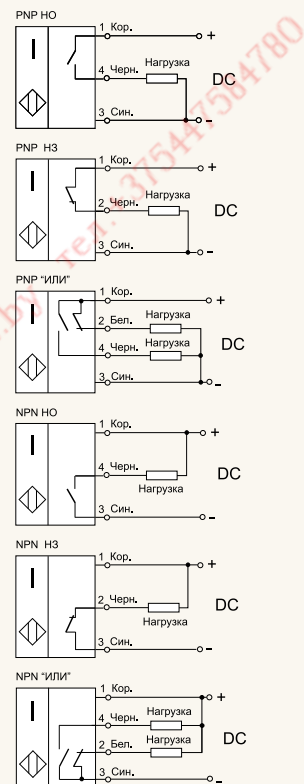 PNP НО
1 Кор.
+
Нагрузка
4 Черн.
DC
3 Син.
-
PNP НЗ
1 Кор.
+
Нагрузка
2 Черн.
DC
3 Син.
-
PNP "ИЛИ"
1 Кор.
+
Нагрузка
2 Бел.
Нагрузка
4 Черн.
DC
3 Син.
-
NPN НО
1 Кор.
+
4 Черн.
DC
Нагрузка
3 Син.
-
NPN НЗ
1 Кор.
+
2 Черн.
DC
Нагрузка
3 Син.
-
NPN "ИЛИ"
1 Кор.
+
Нагрузка
4 Черн.
Нагрузка
2 Бел.
DC
3 Син.
-
.by тел.+375447584780